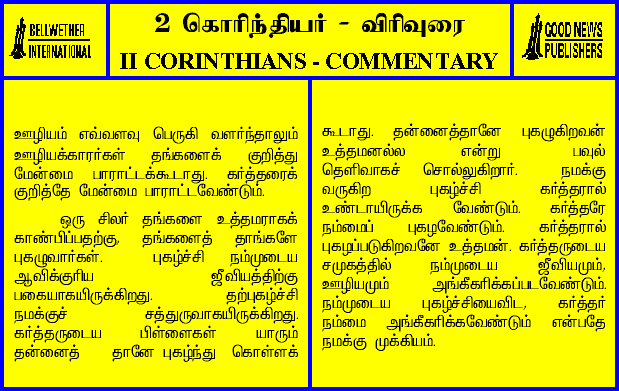 BELLWETHER
INTERNATIONAL
2 கொரிந்தியர் - விரிவுரை
II CORINTHIANS - COMMENTARY
GOOD NEWS
PUBLISHERS
ஊழியம் எவ்வளவு பெருகி வளர்ந்தாலும்
ஊழியக்காரர்கள் தங்களைக் குறித்து
மேன்மை பாராட்டக்கூடாது. கர்த்தரைக்
குறித்தே மேன்மை பாராட்டவேண்டும்.
ஒரு சிலர் தங்களை உத்தமராகக்
காண்பிப்பதற்கு, தங்களைத் தாங்களே
புகழுவார்கள். புகழ்ச்சி நம்முடைய
ஆவிக்குரிய ஜீவியத்திற்கு
பகையாகயிருக்கிறது. தற்புகழ்ச்சி
நமக்குச் சத்துருவாகயிருக்கிறது.
கர்த்தருடைய பிள்ளைகள் யாரும்
தன்னைத் தானே புகழ்ந்து கொள்ளக்
கூடாது. தன்னைத்தானே புகழுகிறவன்
உத்தமனல்ல என்று பவுல்
தெளிவாகச் சொல்லுகிறார். நமக்கு
வருகிற புகழ்ச்சி கர்த்தரால்
உண்டாயிருக்க வேண்டும். கர்த்தரே
நம்மைப் புகழவேண்டும். கர்த்தரால்
புகழப்படுகிறவனே உத்தமன். கர்த்தருடைய
சமுகத்தில் நம்முடைய ஜீவியமும்,
ஊழியமும் அங்கீகரிக்கப்படவேண்டும்.
நம்முடைய புகழ்ச்சியைவிட, கர்த்தர்
நம்மை அங்கீகரிக்கவேண்டும் என்பதே
நமக்கு முக்கியம்.